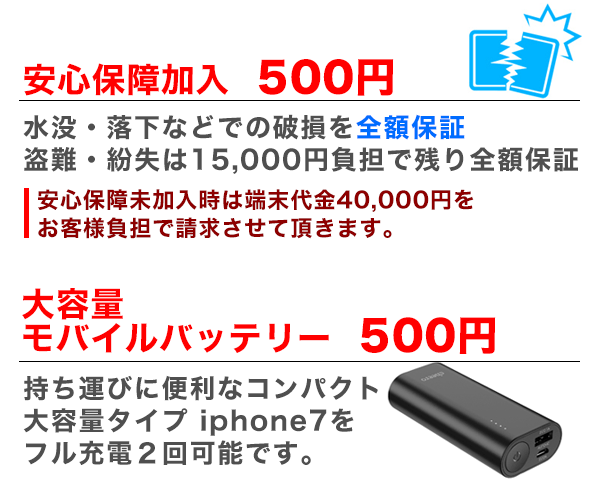 安心保障加入 500円
水没・落下などでの破損を全額保証
盗難・紛失は15,000円負担で残り全額保証
安心保障未加入時は端末代金40,000円を
お客様負担で請求させて頂きます。
大容量
モバイルバッテリー 500円
持ち運びに便利なコンパクト
大容量タイプ iphone7を
フル充電２回可能です。